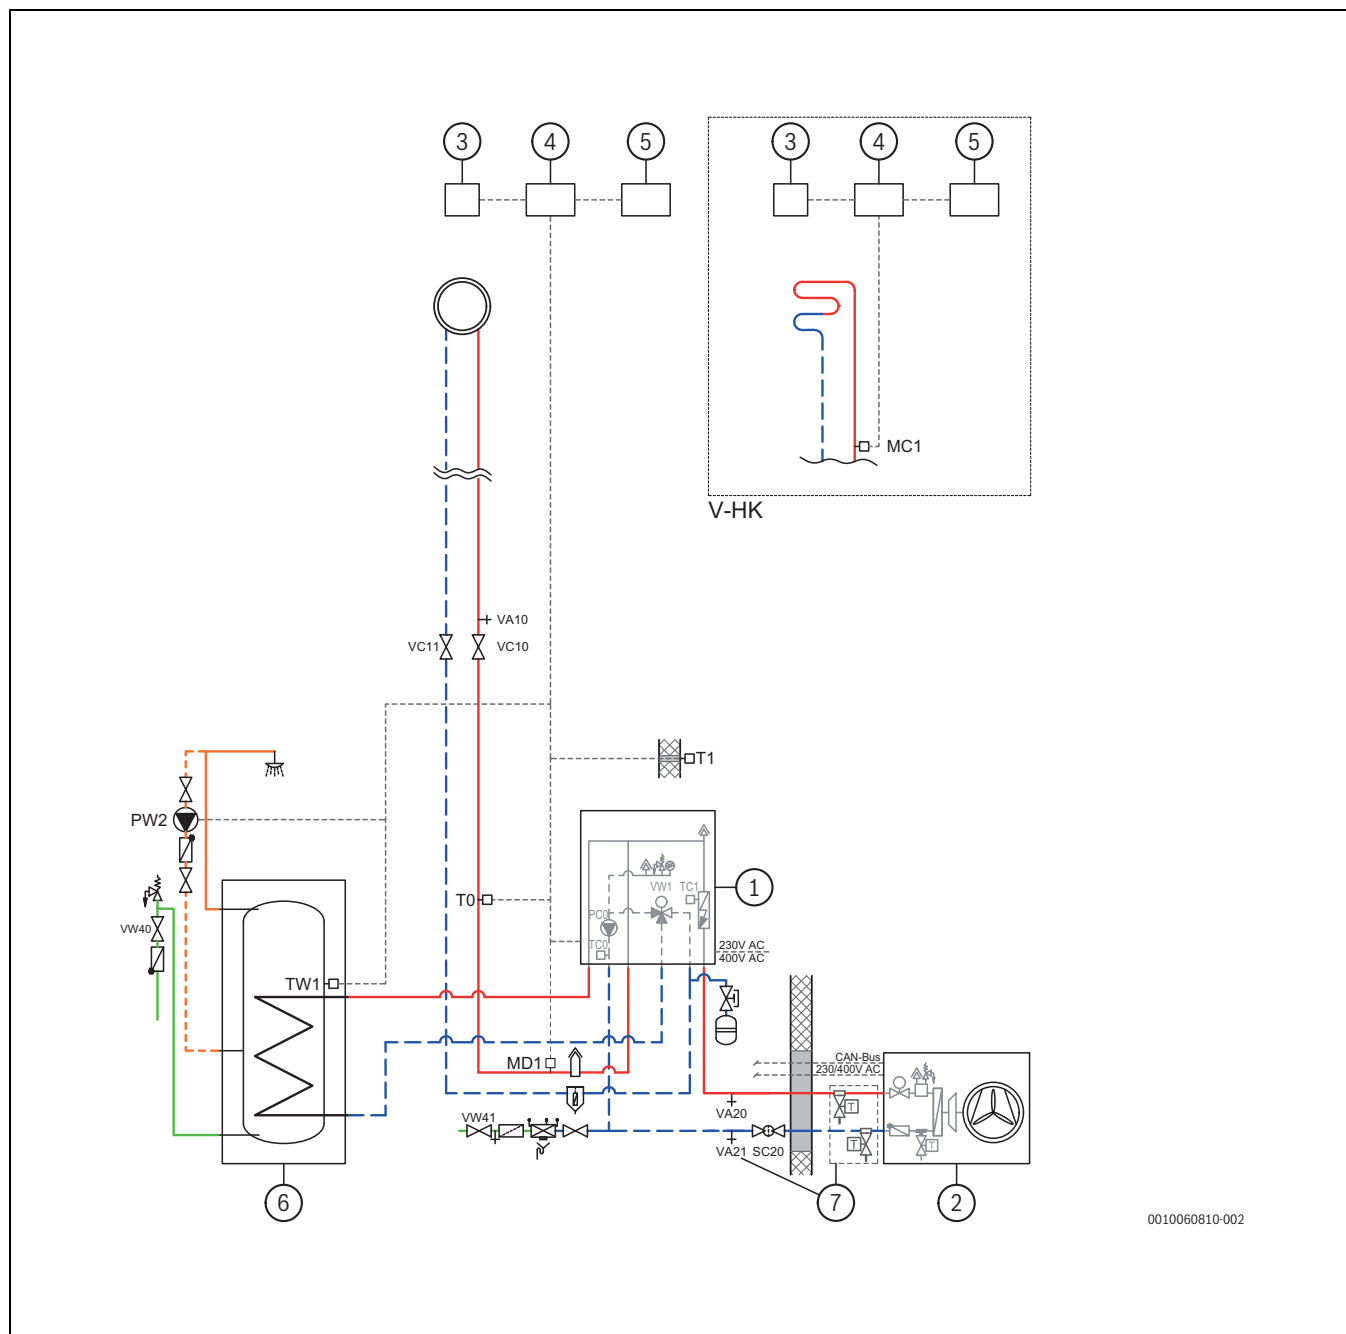 3 4 5
3 4 5
MC1
V-HK
VA10
VC11 VC10
T1
PW2
1
VW1 TC1
T0
PC0
VW40
TC0
230V AC
400V AC
TW1
MD1
CAN-Bus
230/400V AC
VA20
VW41
T
T
T
VA21 SC20
6 7 2
0010060810-002